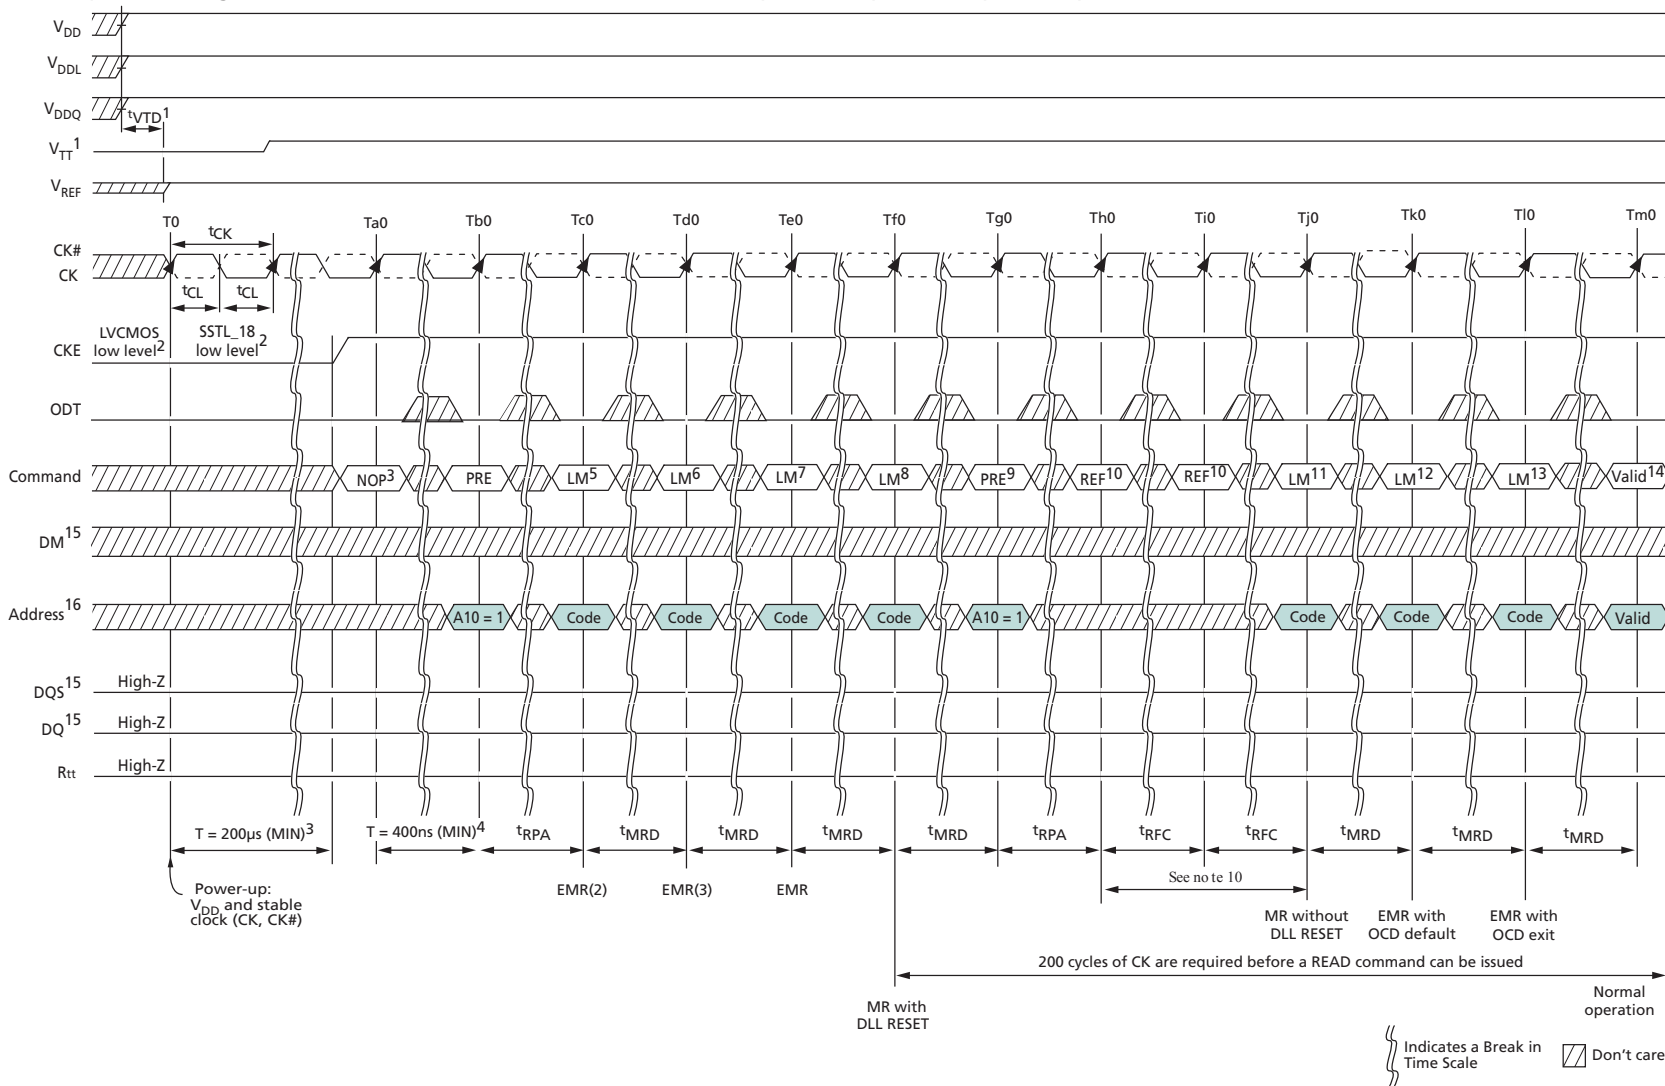 VDD
VDDL
VDDQ
tVTD1
VTT1
VREF
T0 Ta0 Tb0 Tc0 Td0 Te0 Tf0 Tg0 Th0 Ti0 Tj0 Tk0 Tl0 Tm0
tCK
CK#
CK
tCL tCL
LVCMOS
low level2
SSTL_18
low level2
CKE
ODT
Command NOP3 PRE LM5 LM6 LM7 LM8 PRE9 REF10 REF10 LM11 LM12 LM13 Valid14
DM15
Address16 A10 = 1 Code Code Code Code A10 = 1 Code Code Code Valid
DQS15 High-Z
DQ15 High-Z
Rtt High-Z
T = 200µs (MIN)3 T = 400ns (MIN)4 tRPA tMRD tMRD tMRD tMRD tRPA tRFC tRFC tMRD tMRD tMRD
See note 10
Power-up:
VDD and stable
clock (CK, CK#)
EMR(2) EMR(3) EMR
MR without
DLL RESET
EMR with
OCD default
EMR with
OCD exit
200 cycles of CK are required before a READ command can be issued
MR with
DLL RESET
Normal
operation
Indicates a Break in
Time Scale
Don't care